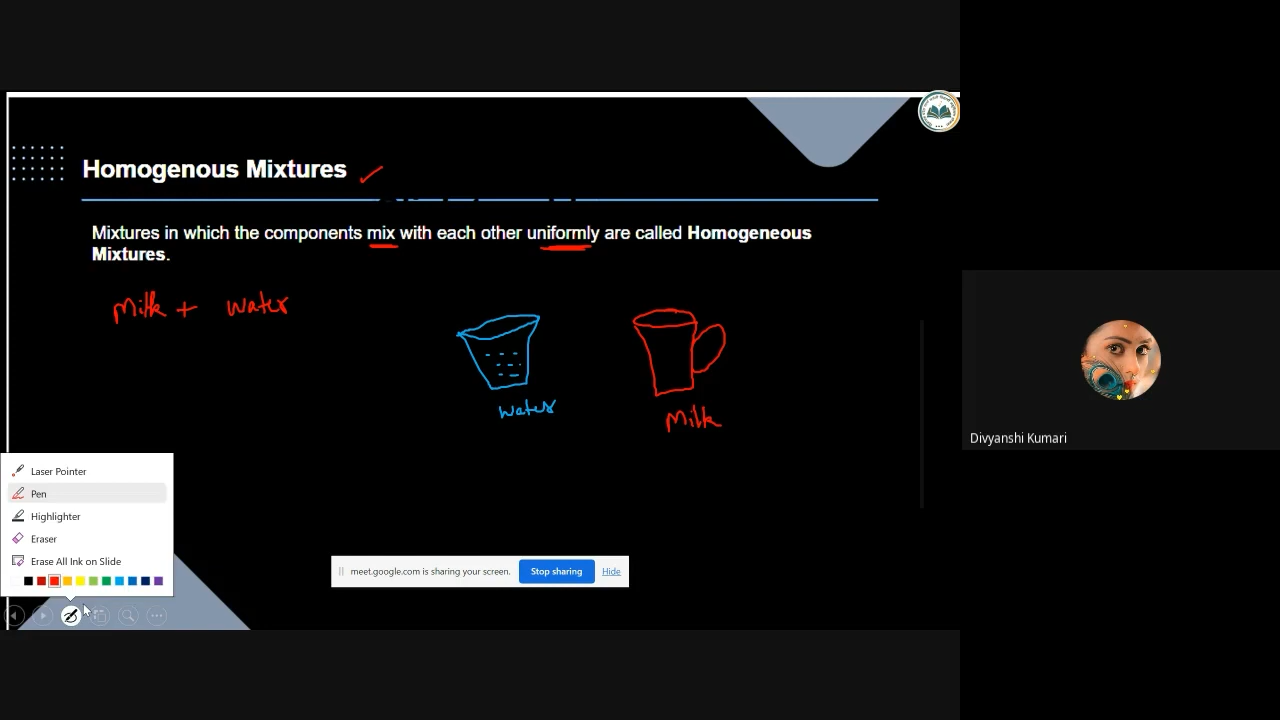 Homogenous Mixtures
Mixtures in which the components mix with each other uniformly are called Homogeneous
Mixtures.
Milk + water
water
Milk
Laser Pointer
Pen
Highlighter
Eraser
Erase All Ink on Slide
meet.google.com is sharing your screen.
Stop sharing
Hide
Divyanshi Kumari